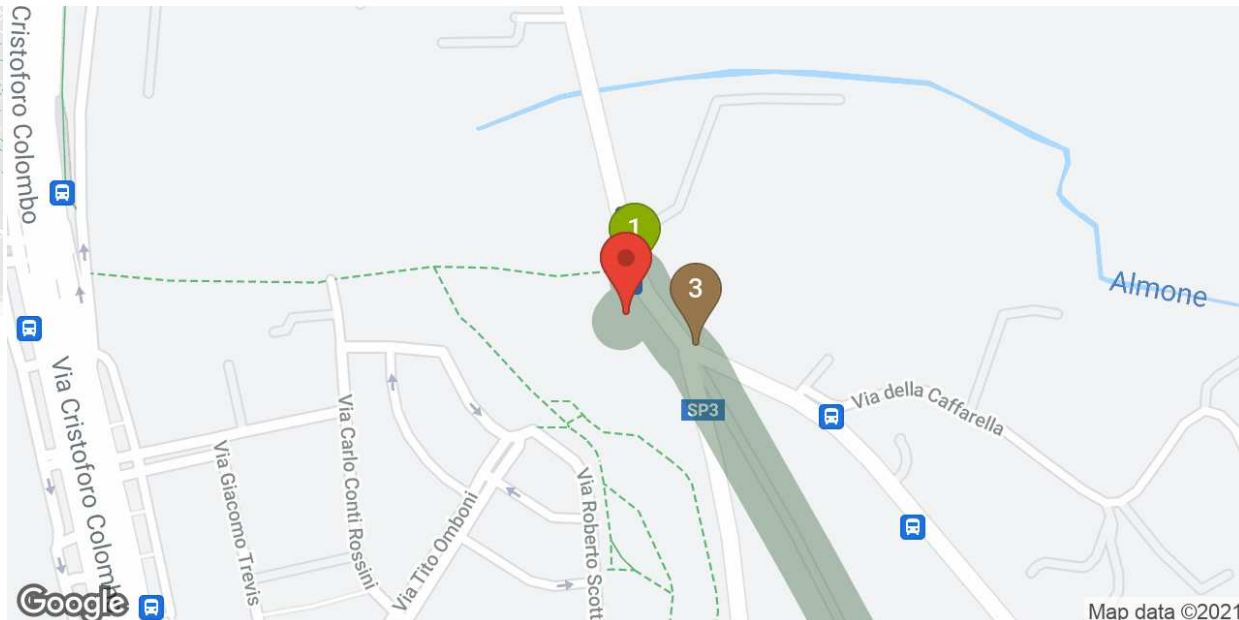 Cristoforo Colombo
1
3
Almone
Via Cristoforo Colombo
SP3
Via della Caffarella
Via Carlo Conti Rossini
Via Giacomo Trevis
Via Tito Omboni
Via Roberto Scott
Google
Map data ©2021